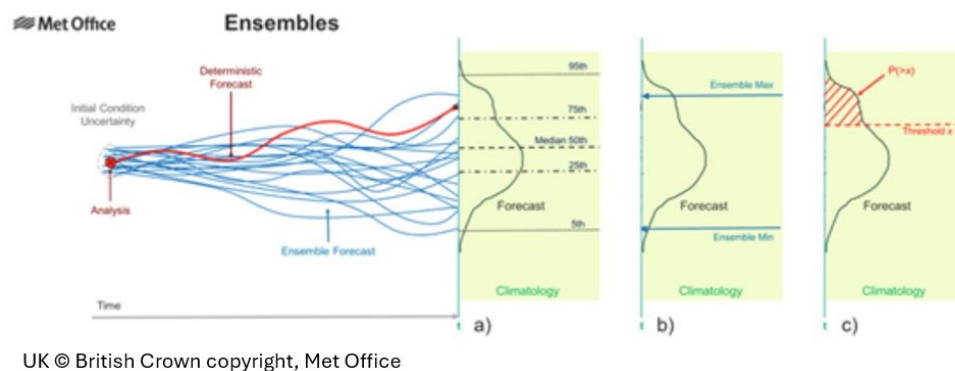 Met Office
Ensembles
Deterministic
Forecast
Initial Condition
Uncertainty
Analysis
Ensemble Forecast
Time
95th
75th
Median 50th
25th
Forecast
5th
Climatology
t
a)
Ensemble Max
Forecast
Ensemble Min
Climatology
t
b)
P(>x)
Threshold x
Forecast
Climatology
t
c)
UK © British Crown copyright, Met Office